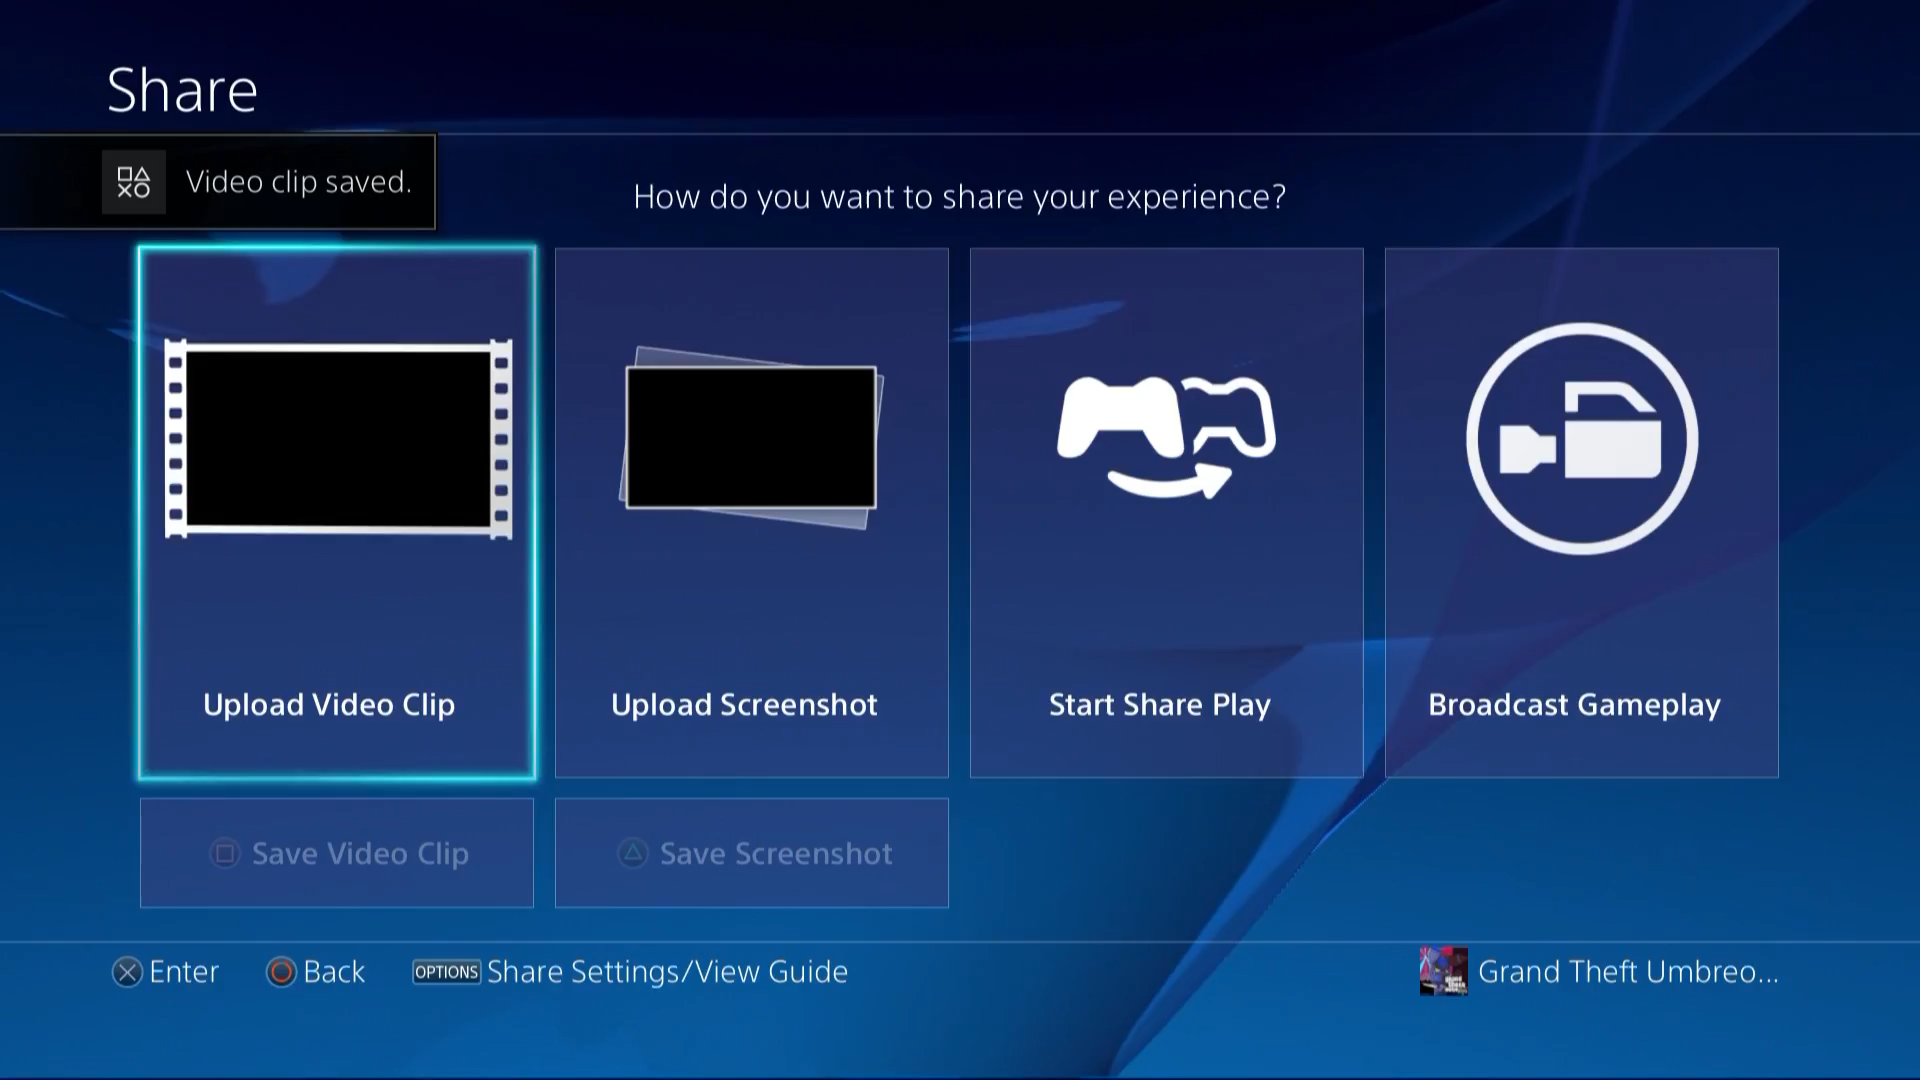 Share
Video clip saved.
How do you want to share your experience?
Upload Video Clip
Upload Screenshot
Start Share Play
Broadcast Gameplay
Save Video Clip
Save Screenshot
Enter
Back
OPTIONS Share Settings/View Guide
Grand Theft Umbreo...